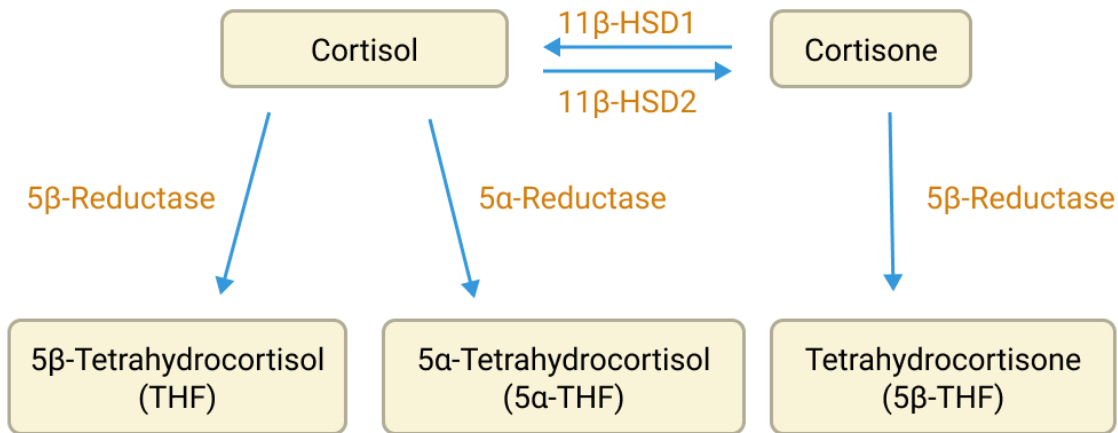 11β-HSD1
Cortisol
Cortisone
11β-HSD2
5β-Reductase
5α-Reductase
5β-Reductase
5β-Tetrahydrocortisol
(THF)
5α-Tetrahydrocortisol
(5α-THF)
Tetrahydrocortisone
(5β-THF)